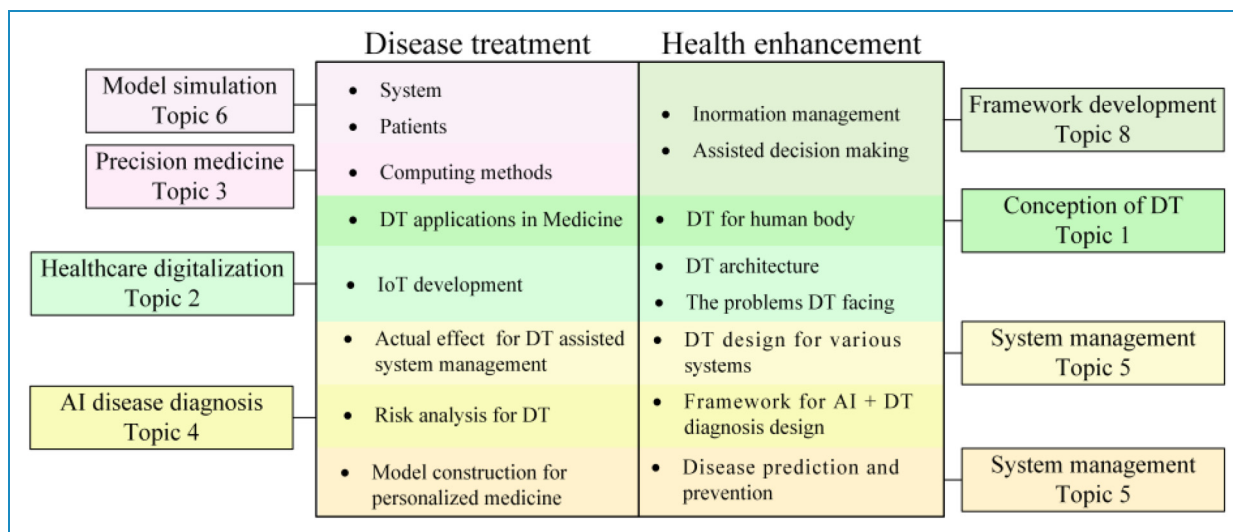 Disease treatment
Health enhancement
Model simulation
Topic 6
Precision medicine
Topic 3
Healthcare digitalization
Topic 2
AI disease diagnosis
Topic 4
• System
• Patients
• Computing methods
• DT applications in Medicine
• IoT development
• Actual effect for DT assisted
system management
• Risk analysis for DT
• Model construction for
personalized medicine
• Inormation management
• Assisted decision making
• DT for human body
• DT architecture
• The problems DT facing
• DT design for various
systems
• Framework for AI + DT
diagnosis design
• Disease prediction and
prevention
Framework development
Topic 8
Conception of DT
Topic 1
System management
Topic 5
System management
Topic 5